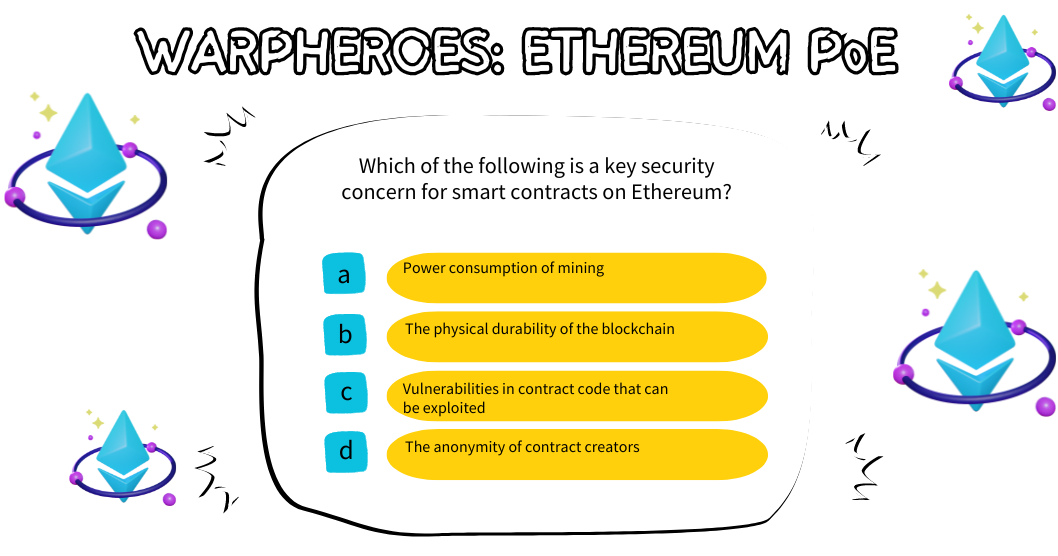 WARPHEROES: ETHEREUM PoE
Which of the following is a key security
concern for smart contracts on Ethereum?
a
Power consumption of mining
b
The physical durability of the blockchain
c
Vulnerabilities in contract code that can
be exploited
d
The anonymity of contract creators